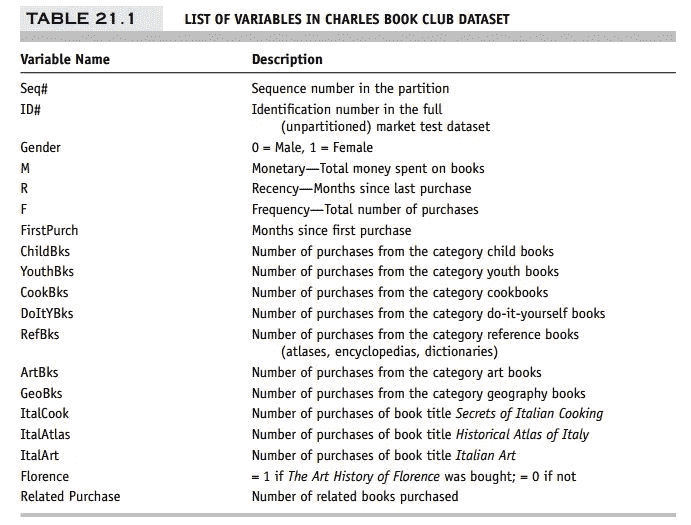 TABLE 21.1 LIST OF VARIABLES IN CHARLES BOOK CLUB DATASET
Variable Name Description
Seq# Sequence number in the partition
ID# Identification number in the full
(unpartitioned) market test dataset
Gender 0 = Male, 1 = Female
M Monetary—Total money spent on books
R Recency—Months since last purchase
F Frequency—Total number of purchases
FirstPurch Months since first purchase
ChildBks Number of purchases from the category child books
YouthBks Number of purchases from the category youth books
CookBks Number of purchases from the category cookbooks
DoItYBks Number of purchases from the category do-it-yourself books
RefBks Number of purchases from the category reference books
(atlases, encyclopedias, dictionaries)
ArtBks Number of purchases from the category art books
GeoBks Number of purchases from the category geography books
ItalCook Number of purchases of book title Secrets of Italian Cooking
ItalAtlas Number of purchases of book title Historical Atlas of Italy
ItalArt Number of purchases of book title Italian Art
Florence = 1 if The Art History of Florence was bought; = 0 if not
Related Purchase Number of related books purchased